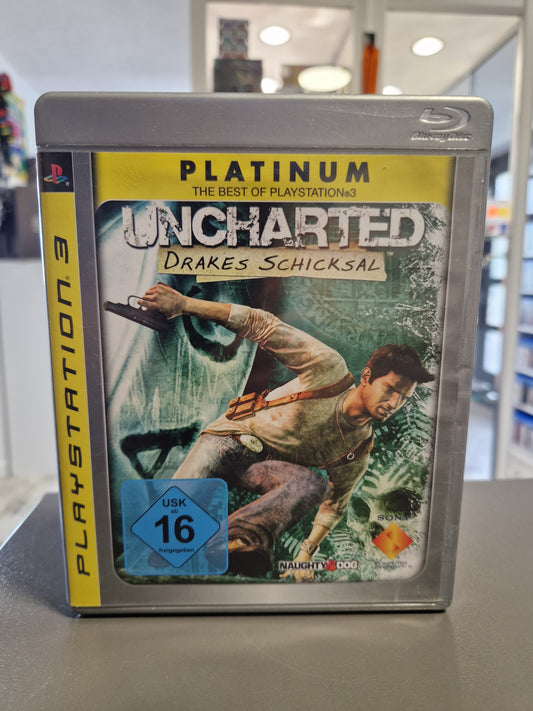 Blu-ray Disc
PLATINUM
THE BEST OF PLAYSTATION®3
UNCHARTED
DRAKES SCHICKSAL
PLAYSTATION 3
USK
ab
16
freigegeben
NAUGHTY DOG
SONY